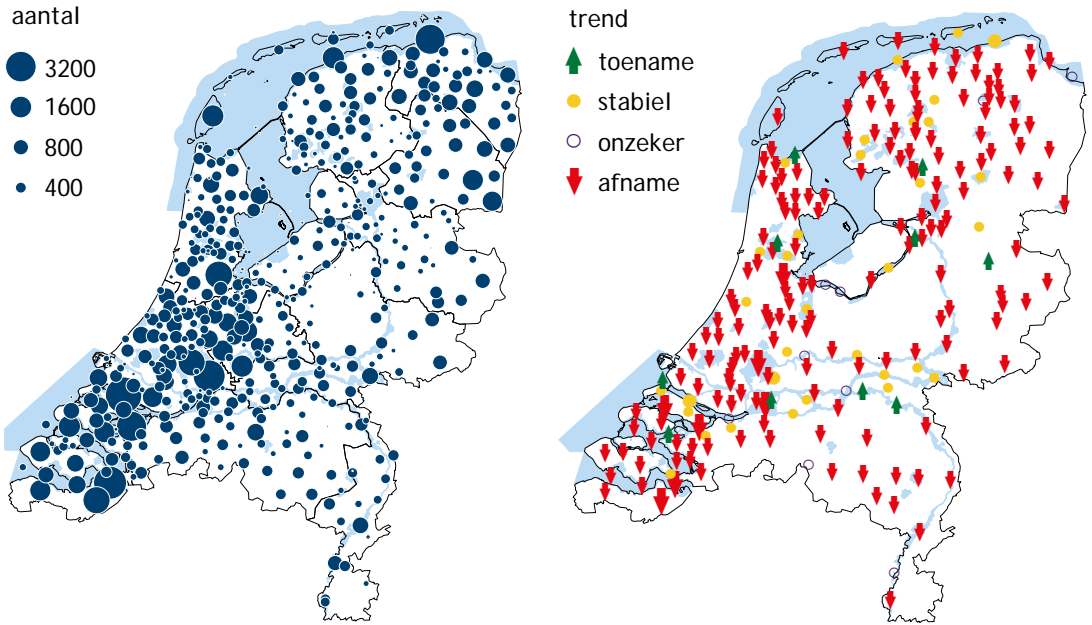 aantal
3200
1600
800
400
trend
toename
stabiel
onzeker
afname